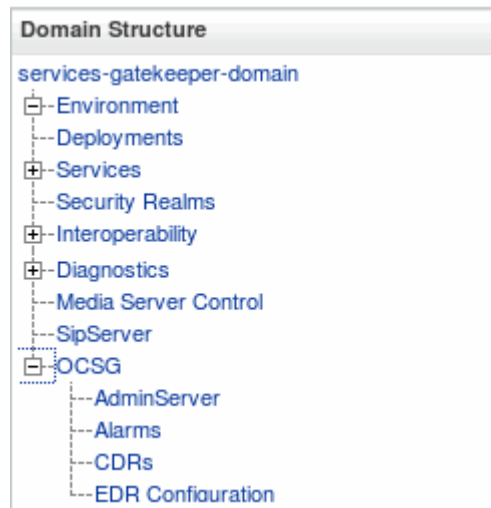 Domain Structure
services-gatekeeper-domain
Environment
Deployments
Services
Security Realms
Interoperability
Diagnostics
Media Server Control
SipServer
OCSG
AdminServer
Alarms
CDRs
EDR Configuration